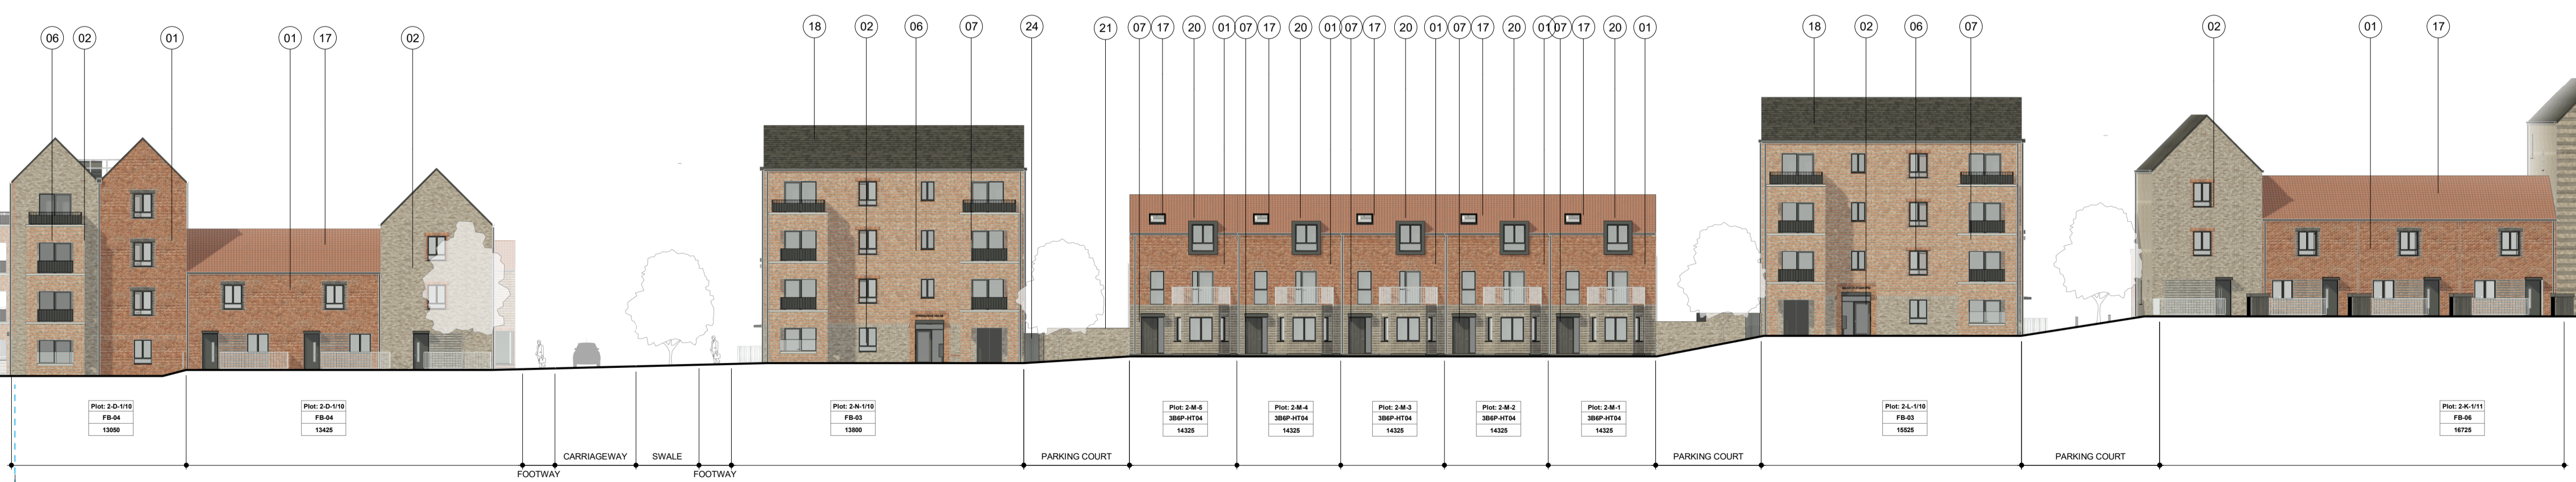 06 02 01 01 17 02 18 02 06 07 24 21 07 17 20 01 07 17 20 01 07 17 20 01 07 17 20 01 07 17 20 01 18 02 06 07 02 01 17
Plot: 2-D-1/10
FB-04
13050
Plot: 2-D-1/10
FB-04
13425
Plot: 2-N-1/10
FB-03
13800
Plot: 2-M-5
3B6P-HT04
14325
Plot: 2-M-4
3B6P-HT04
14325
Plot: 2-M-3
3B6P-HT04
14325
Plot: 2-M-2
3B6P-HT04
14325
Plot: 2-M-1
3B6P-HT04
14325
Plot: 2-L-1/10
FB-03
15525
Plot: 2-K-1/11
FB-06
16725
FOOTWAY
CARRIAGEWAY
SWALE
FOOTWAY
PARKING COURT
PARKING COURT
PARKING COURT